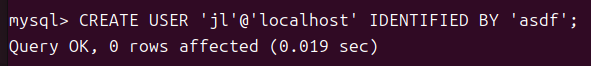 mysql> CREATE USER 'jl'@'localhost' IDENTIFIED BY 'asdf';
Query OK, 0 rows affected (0.019 sec)